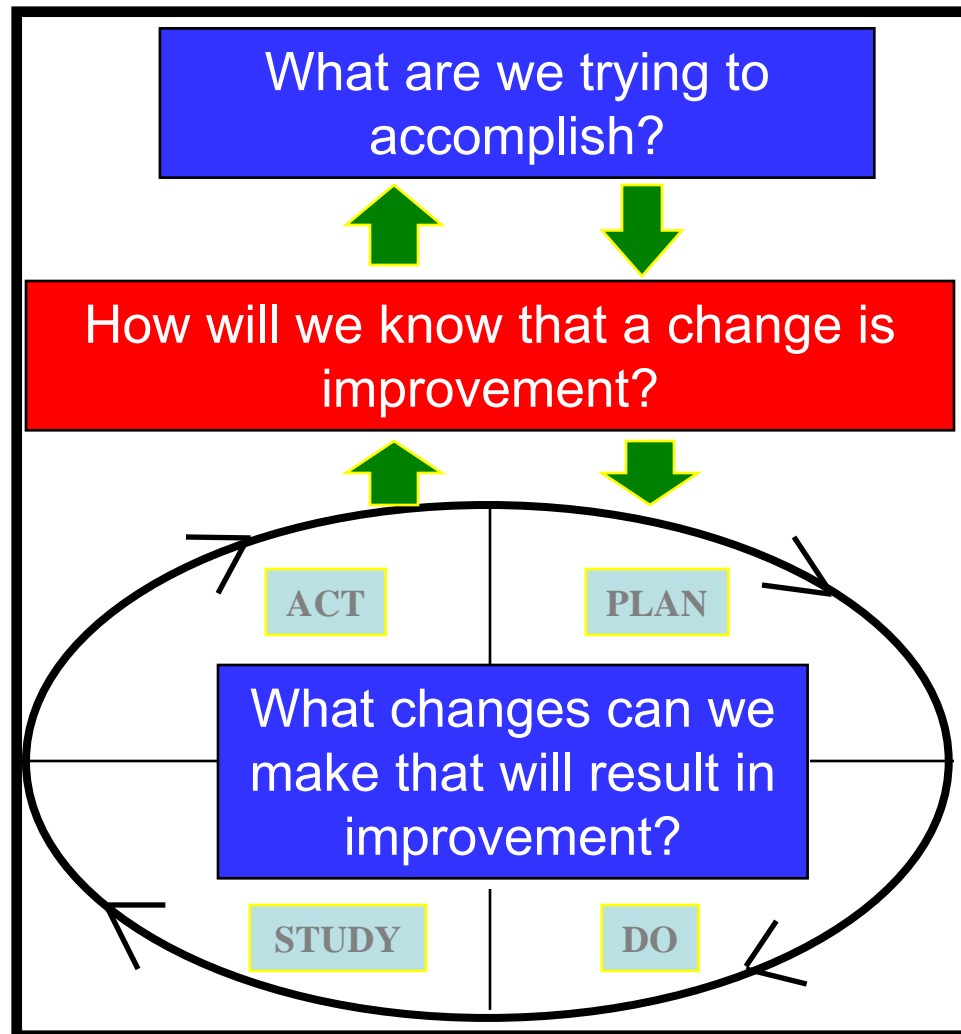 What are we trying to
accomplish?
How will we know that a change is
improvement?
ACT
PLAN
What changes can we
make that will result in
improvement?
STUDY
DO